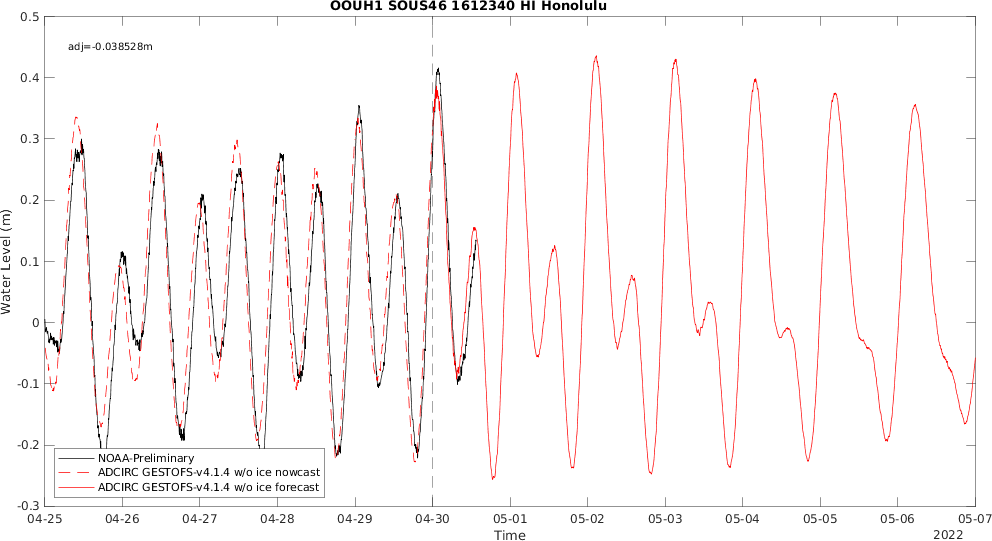 OOUH1 SOUS46 1612340 HI Honolulu
adj=-0.038528m
0.5
0.4
0.3
0.2
0.1
0
-0.1
-0.2
-0.3
Water Level (m)
NOAA-Preliminary
ADCIRC GESTOFS-v4.1.4 w/o ice nowcast
ADCIRC GESTOFS-v4.1.4 w/o ice forecast
04-25 04-26 04-27 04-28 04-29 04-30 05-01 05-02 05-03 05-04 05-05 05-06 05-07
Time
2022